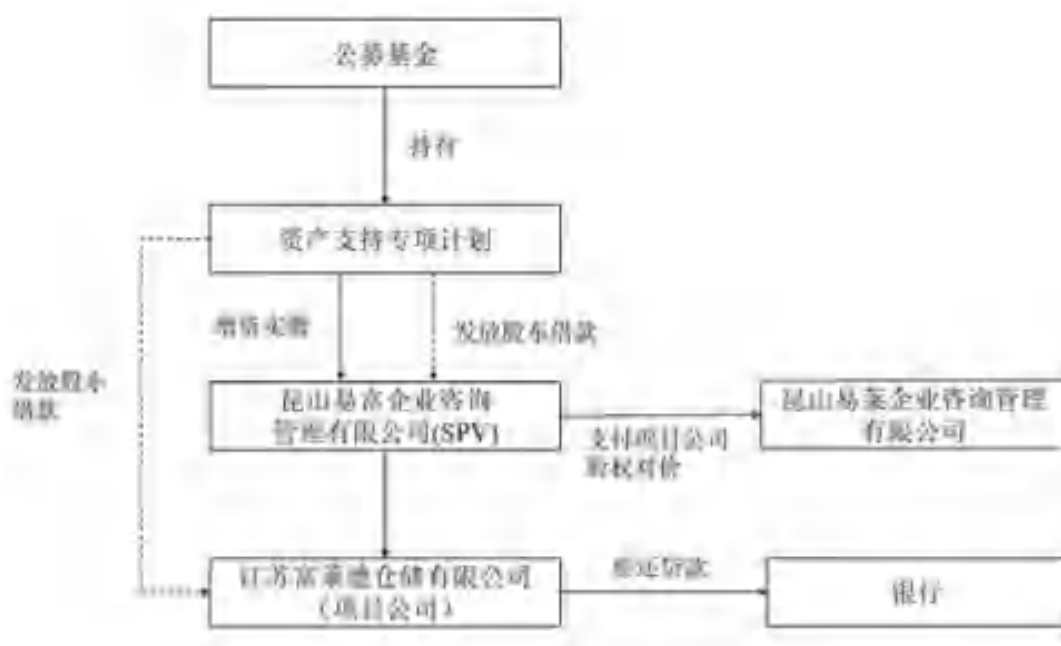 公募基金
持有
资产支持专项计划
增资实缴
发放股东借款
发放股东
借款
昆山易富企业咨询
管理有限公司(SPV)
支付项目公司
股权对价
昆山易莱企业咨询管理
有限公司
江苏富莱德仓储有限公司
（项目公司）
偿还贷款
银行